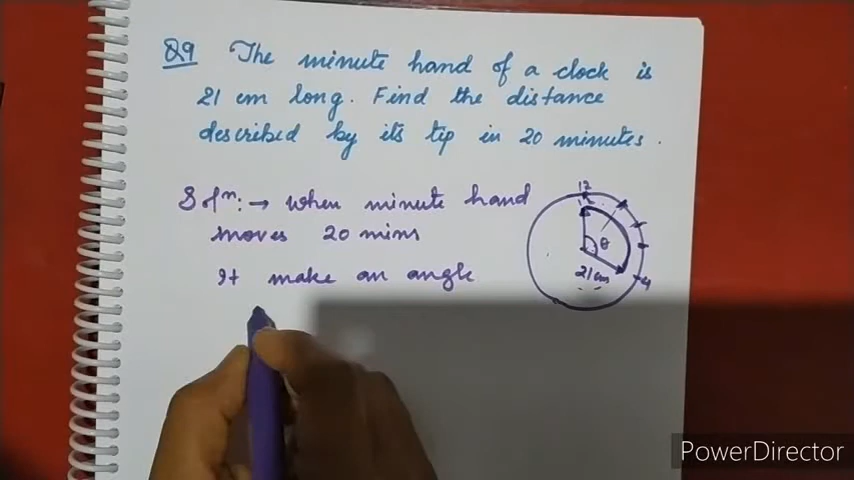 Q9 The minute hand of a clock is
21 cm long. Find the distance
described by its tip in 20 minutes.
Solⁿ: → When minute hand
moves 20 mins
It make an angle
12
θ
21cm
4
PowerDirector